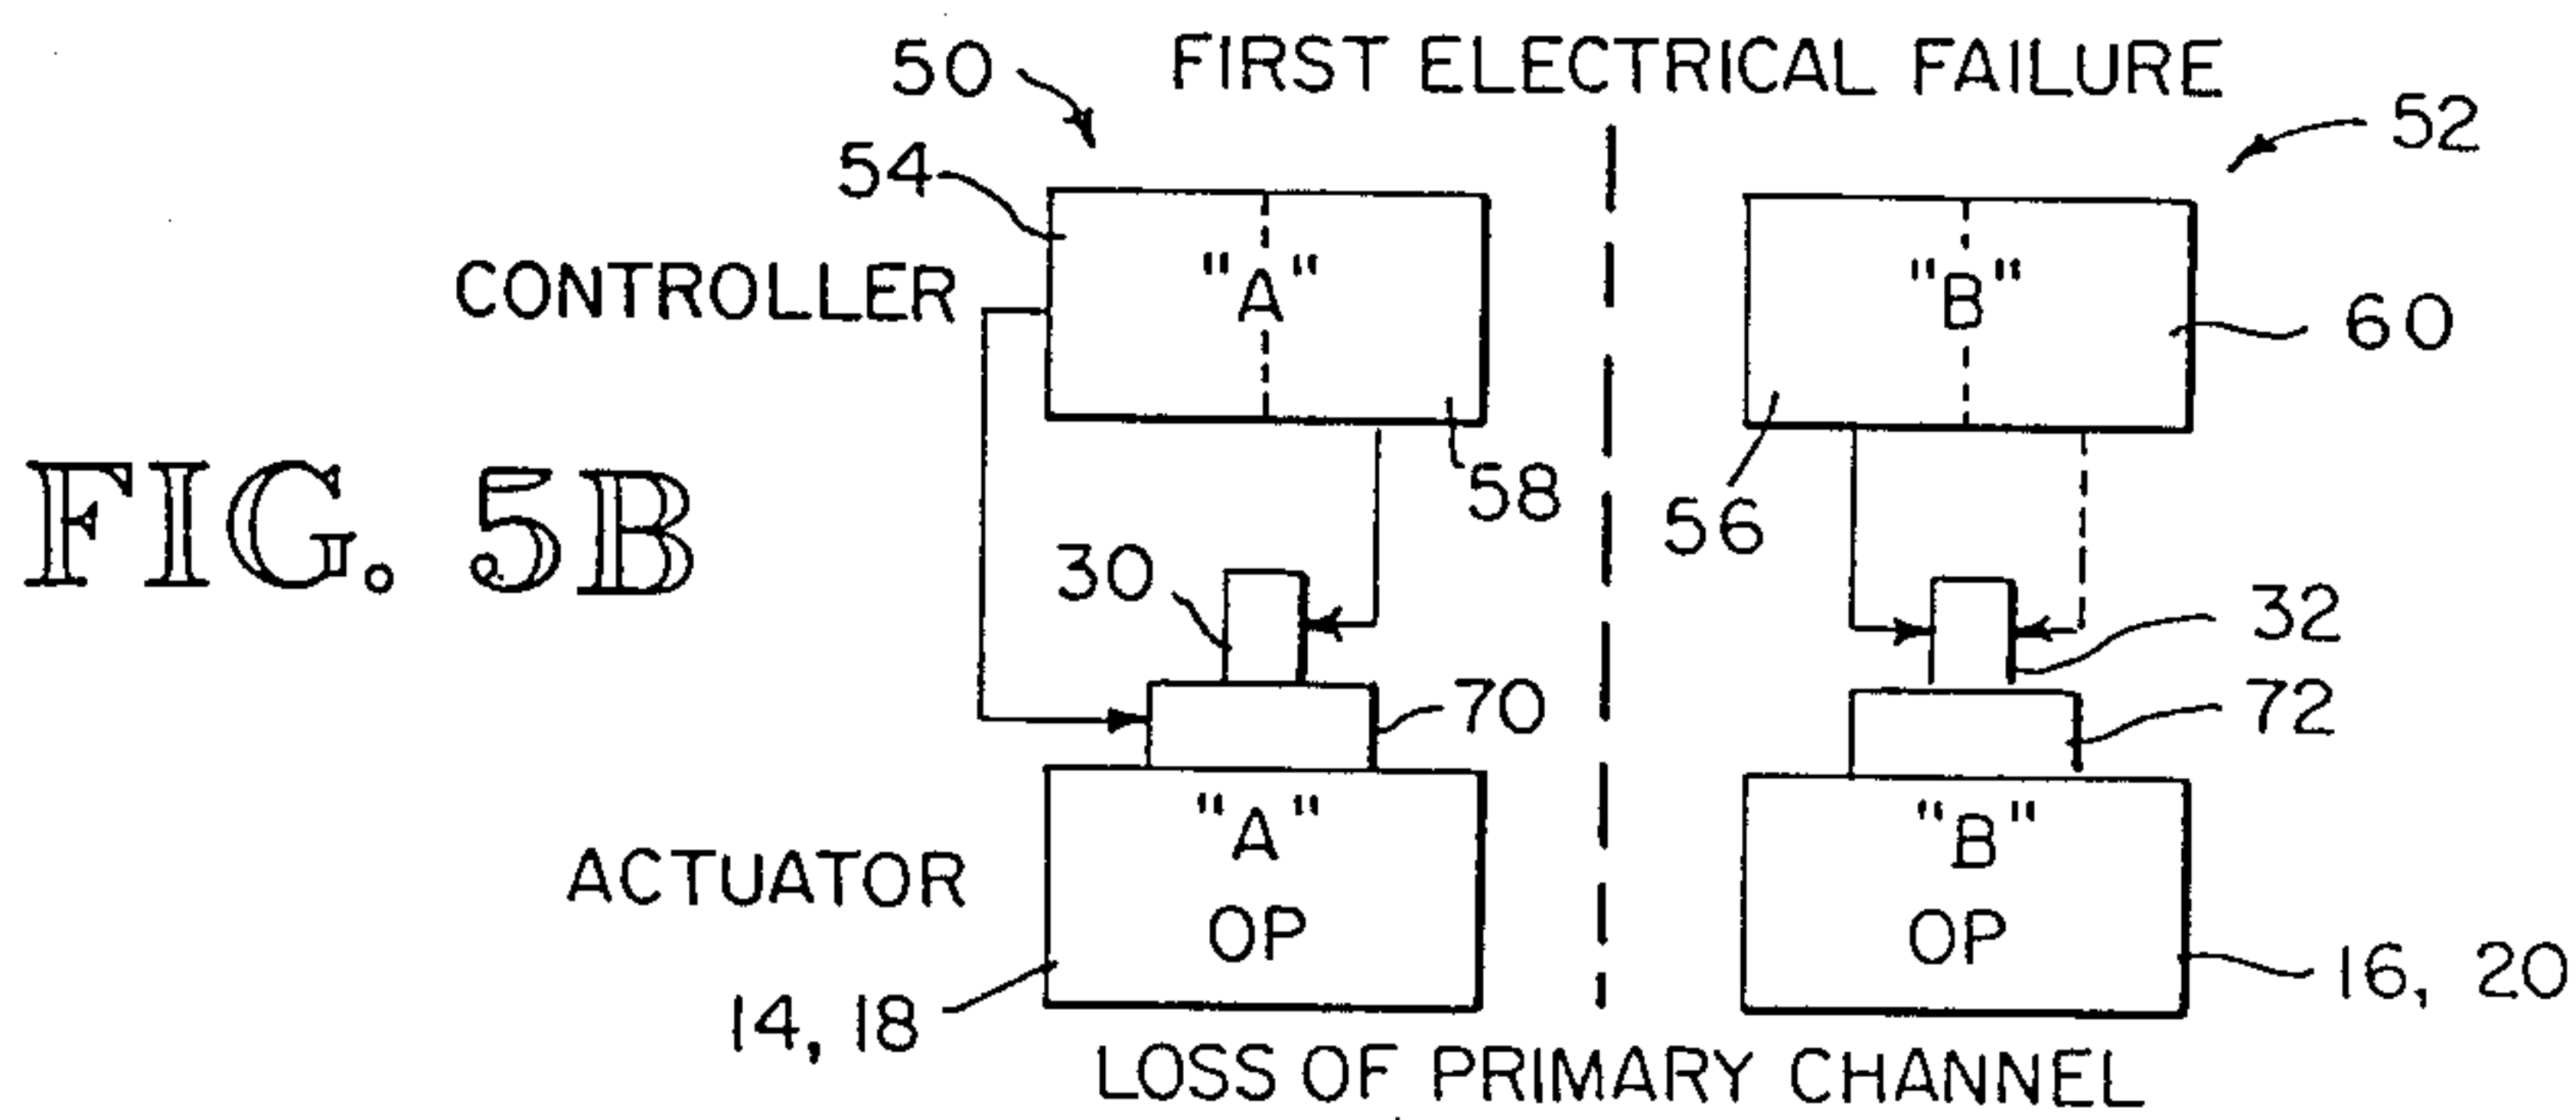 FIRST ELECTRICAL FAILURE
50
52
54
CONTROLLER
"A"
"B"
60
58
56
FIG. 5B
30
32
70
72
ACTUATOR
"A"
OP
"B"
OP
14, 18
16, 20
LOSS OF PRIMARY CHANNEL